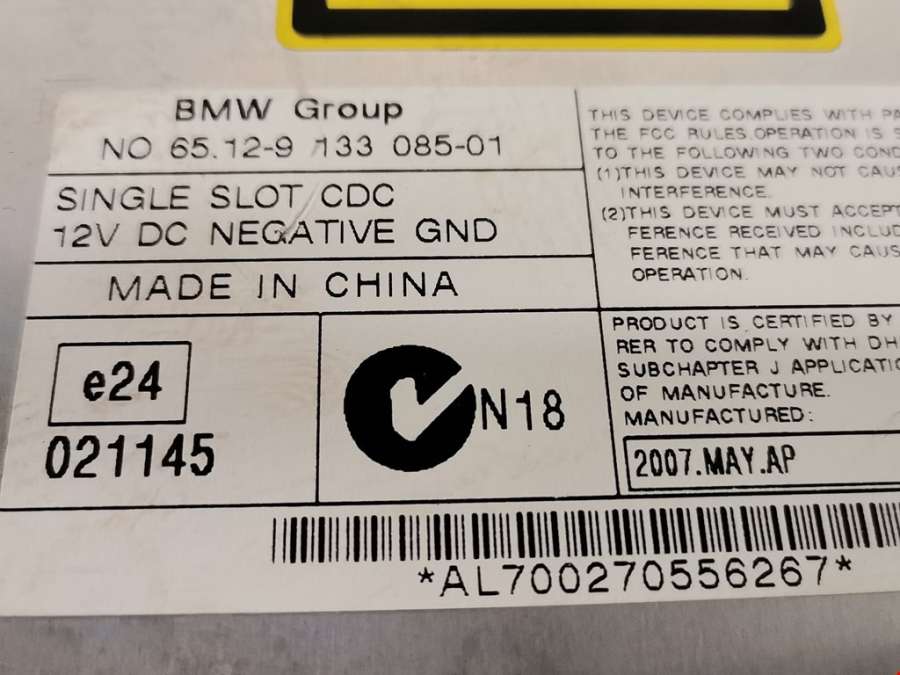 BMW Group
NO 65.12-9 133 085-01
SINGLE SLOT CDC
12V DC NEGATIVE GND
MADE IN CHINA
e24
021145
N18
THIS DEVICE COMPLIES WITH
THE FCC RULES.OPERATION IS
TO THE FOLLOWING TWO
(1)THIS DEVICE MAY NOT
INTERFERENCE.
(2)THIS DEVICE MUST ACCEPT
FERENCE RECEIVED
FERENCE THAT MAY CAUS
OPERATION.
PRODUCT IS CERTIFIED BY
RER TO COMPLY WITH DH
SUBCHAPTER J
OF MANUFACTURE.
MANUFACTURED:
2007.MAY.AP
*AL700270556267*